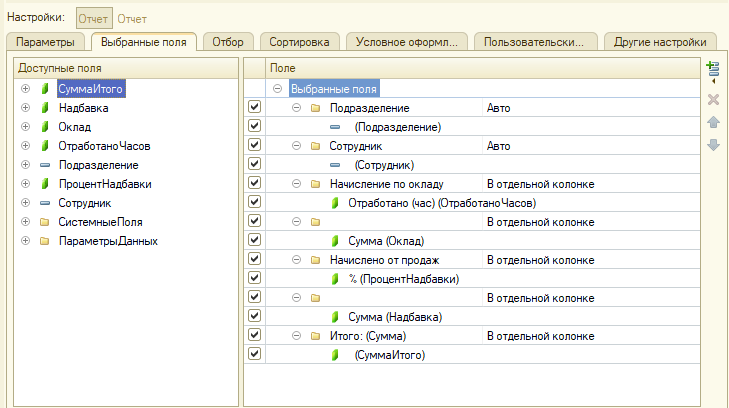 Настройки: Отчет Отчет
Параметры Выбранные поля Отбор Сортировка Условное оформл... Пользовательски... Другие настройки
Доступные поля
СуммаИтого
Надбавка
Оклад
ОтработаноЧасов
Подразделение
ПроцентНадбавки
Сотрудник
СистемныеПоля
ПараметрыДанных
Поле
Выбранные поля
Подразделение Авто
(Подразделение)
Сотрудник Авто
(Сотрудник)
Начисление по окладу В отдельной колонке
Отработано (час) (ОтработаноЧасов)
В отдельной колонке
Сумма (Оклад)
Начислено от продаж В отдельной колонке
% (ПроцентНадбавки)
В отдельной колонке
Сумма (Надбавка)
Итого: (Сумма) В отдельной колонке
(СуммаИтого)